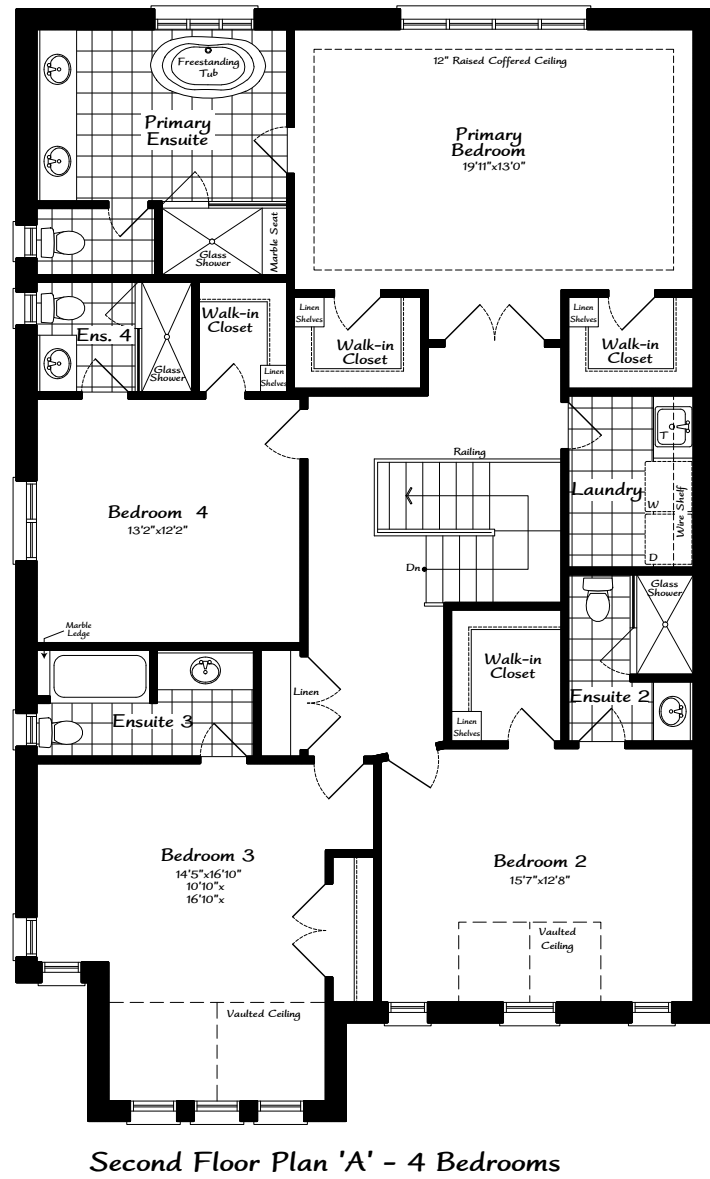 12" Raised Coffered Ceiling
Freestanding
Tub
Primary
Ensuite
Primary
Bedroom
19'11"x13'0"
Marble Seat
Glass
Shower
Ens. 4
Glass
Shower
Walk-in
Closet
Linen
Shelves
Linen
Shelves
Walk-in
Closet
Linen
Shelves
Walk-in
Closet
T
Laundry
W
Wire Shelf
D
Railing
Dn
Bedroom 4
13'2"x12'2"
Marble
Ledge
Glass
Shower
Walk-in
Closet
Linen
Shelves
Ensuite 2
Linen
Ensuite 3
Bedroom 3
14'5"x16'10"
10'10"x
16'10"x
Bedroom 2
15'7"x12'8"
Vaulted
Ceiling
Vaulted Ceiling
Second Floor Plan 'A' - 4 Bedrooms